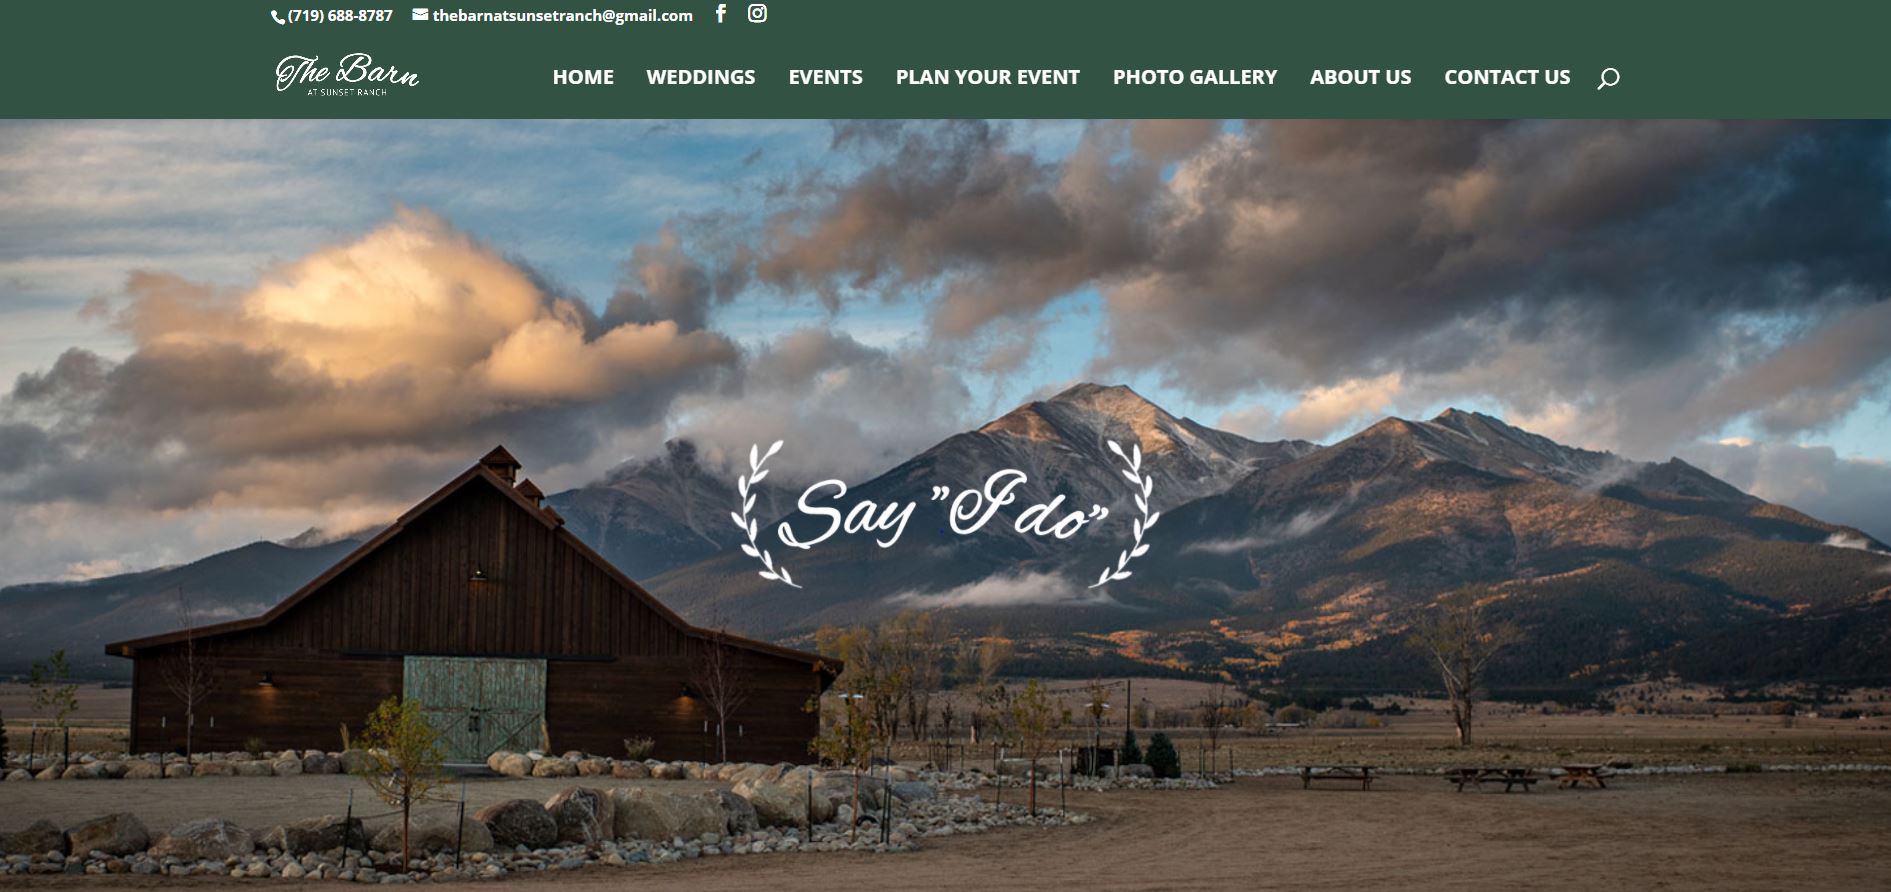 (719) 688-8787 thebarnatsunsetranch@gmail.com
The Barn
AT SUNSET RANCH
HOME WEDDINGS EVENTS PLAN YOUR EVENT PHOTO GALLERY ABOUT US CONTACT US
Say "I do"